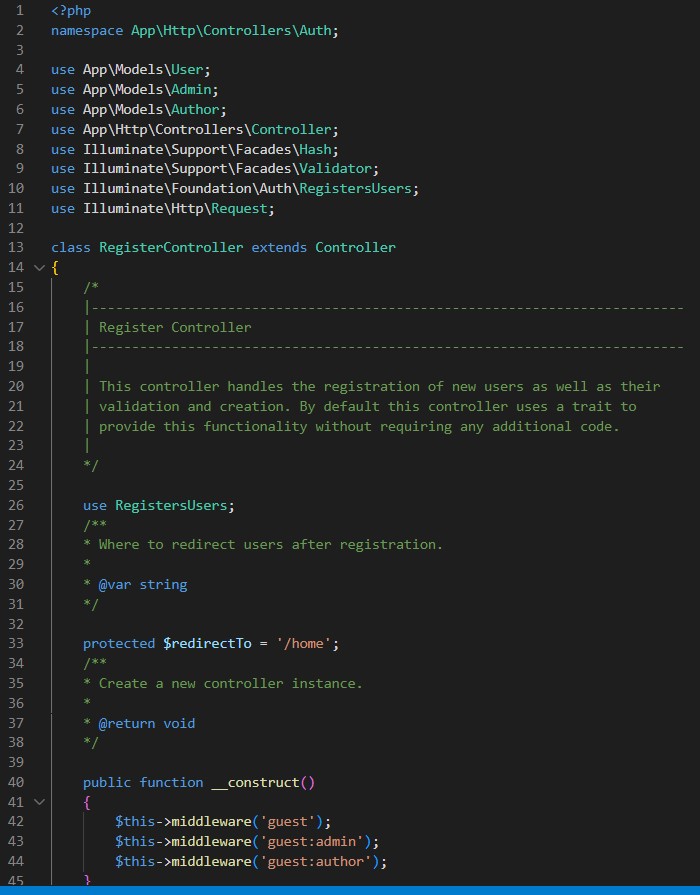 1 <?php
2 namespace App\Http\Controllers\Auth;
3
4 use App\Models\User;
5 use App\Models\Admin;
6 use App\Models\Author;
7 use App\Http\Controllers\Controller;
8 use Illuminate\Support\Facades\Hash;
9 use Illuminate\Support\Facades\Validator;
10 use Illuminate\Foundation\Auth\RegistersUsers;
11 use Illuminate\Http\Request;
12
13 class RegisterController extends Controller
14 {
15     /*
16     |--------------------------------------------------------------------------
17     | Register Controller
18     |--------------------------------------------------------------------------
19     |
20     | This controller handles the registration of new users as well as their
21     | validation and creation. By default this controller uses a trait to
22     | provide this functionality without requiring any additional code.
23     |
24     */
25
26     use RegistersUsers;
27     /**
28     * Where to redirect users after registration.
29     *
30     * @var string
31     */
32
33     protected $redirectTo = '/home';
34     /**
35     * Create a new controller instance.
36     *
37     * @return void
38     */
39
40     public function __construct()
41     {
42         $this->middleware('guest');
43         $this->middleware('guest:admin');
44         $this->middleware('guest:author');
45     }